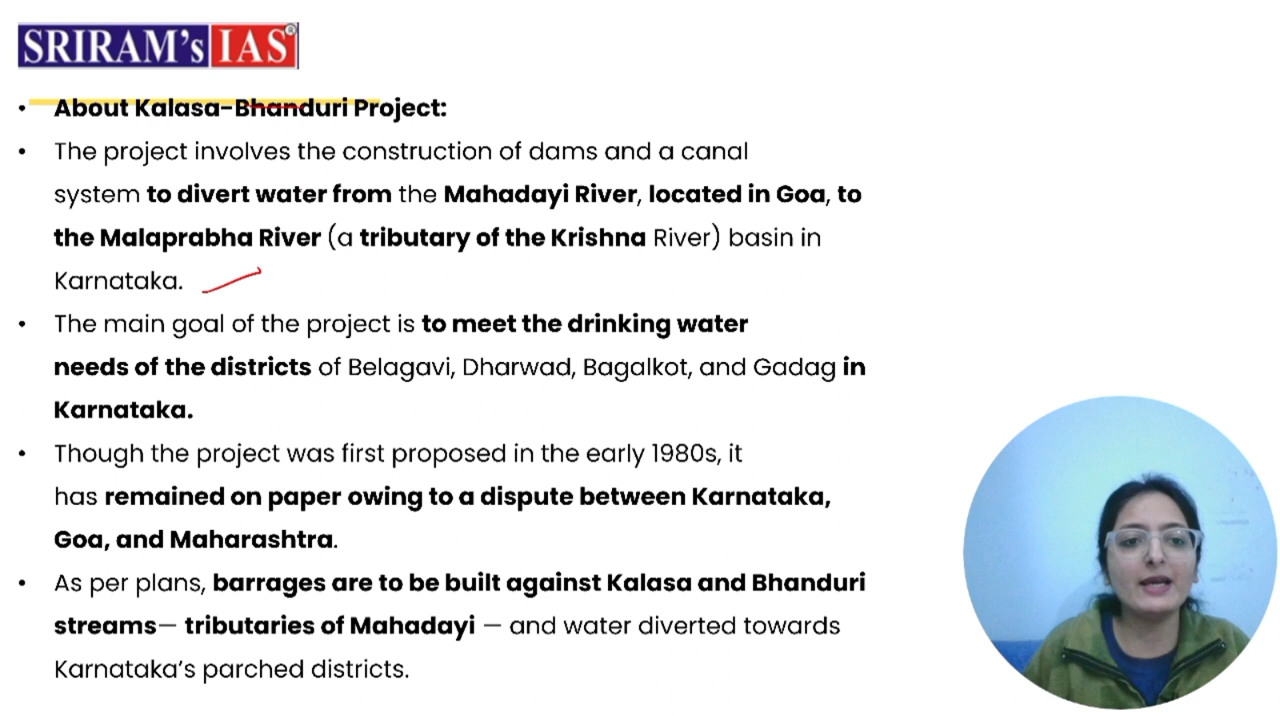 SRIRAM's IAS®
• About Kalasa-Bhanduri Project:
• The project involves the construction of dams and a canal
system to divert water from the Mahadayi River, located in Goa, to
the Malaprabha River (a tributary of the Krishna River) basin in
Karnataka.
• The main goal of the project is to meet the drinking water
needs of the districts of Belagavi, Dharwad, Bagalkot, and Gadag in
Karnataka.
• Though the project was first proposed in the early 1980s, it
has remained on paper owing to a dispute between Karnataka,
Goa, and Maharashtra.
• As per plans, barrages are to be built against Kalasa and Bhanduri
streams— tributaries of Mahadayi — and water diverted towards
Karnataka's parched districts.